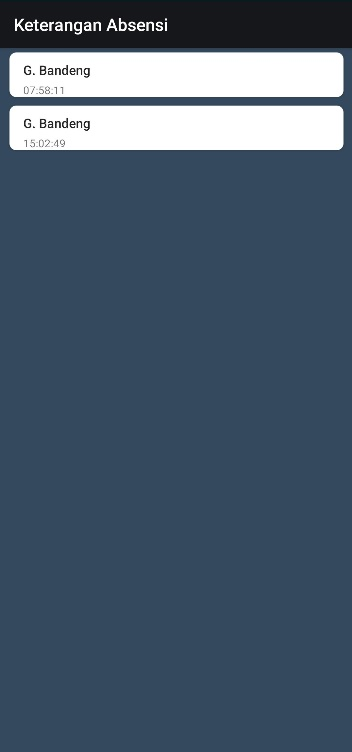 Keterangan Absensi
G. Bandeng
07:58:11
G. Bandeng
15:02:49